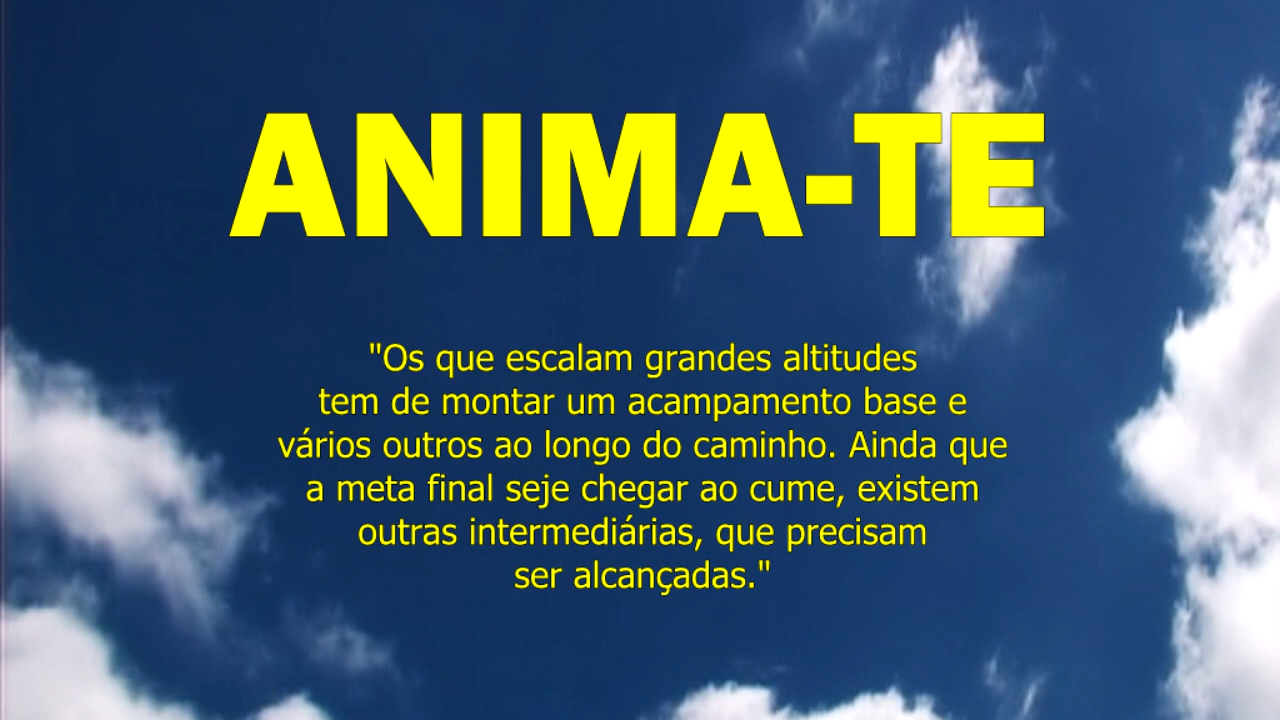 ANIMA-TE
"Os que escalam grandes altitudes
tem de montar um acampamento base e
vários outros ao longo do caminho. Ainda que
a meta final seje chegar ao cume, existem
outras intermediárias, que precisam
ser alcançadas."